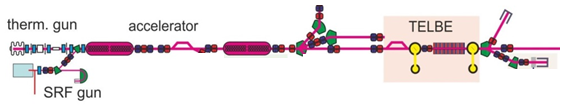 therm. gun
accelerator
TELBE
SRF gun